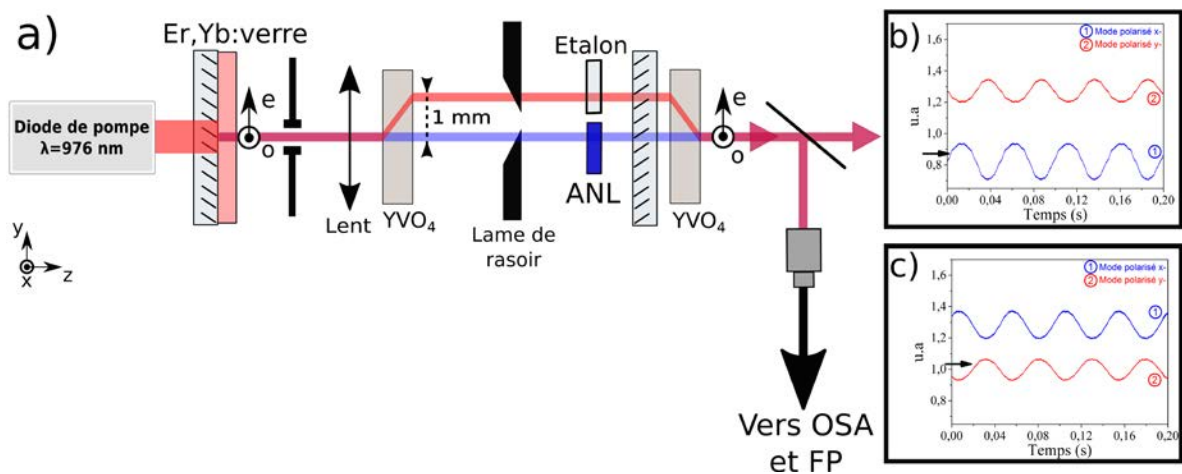 a)
Er,Yb:verre
Diode de pompe
λ=976 nm
e
o
1 mm
Etalon
ANL
e
o
Lent
YVO4
Lame de
rasoir
YVO4
y
x
z
Vers OSA
et FP
b)
1 Mode polarisé x-
2 Mode polarisé y-
1,6
1,4
1,2
1,0
0,8
u.a
2
1
0,00 0,04 0,08 0,12 0,16 0,20
Temps (s)
c)
1 Mode polarisé x-
2 Mode polarisé y-
1,6
1,4
1,2
1,0
0,8
u.a
1
2
0,00 0,04 0,08 0,12 0,16 0,20
Temps (s)